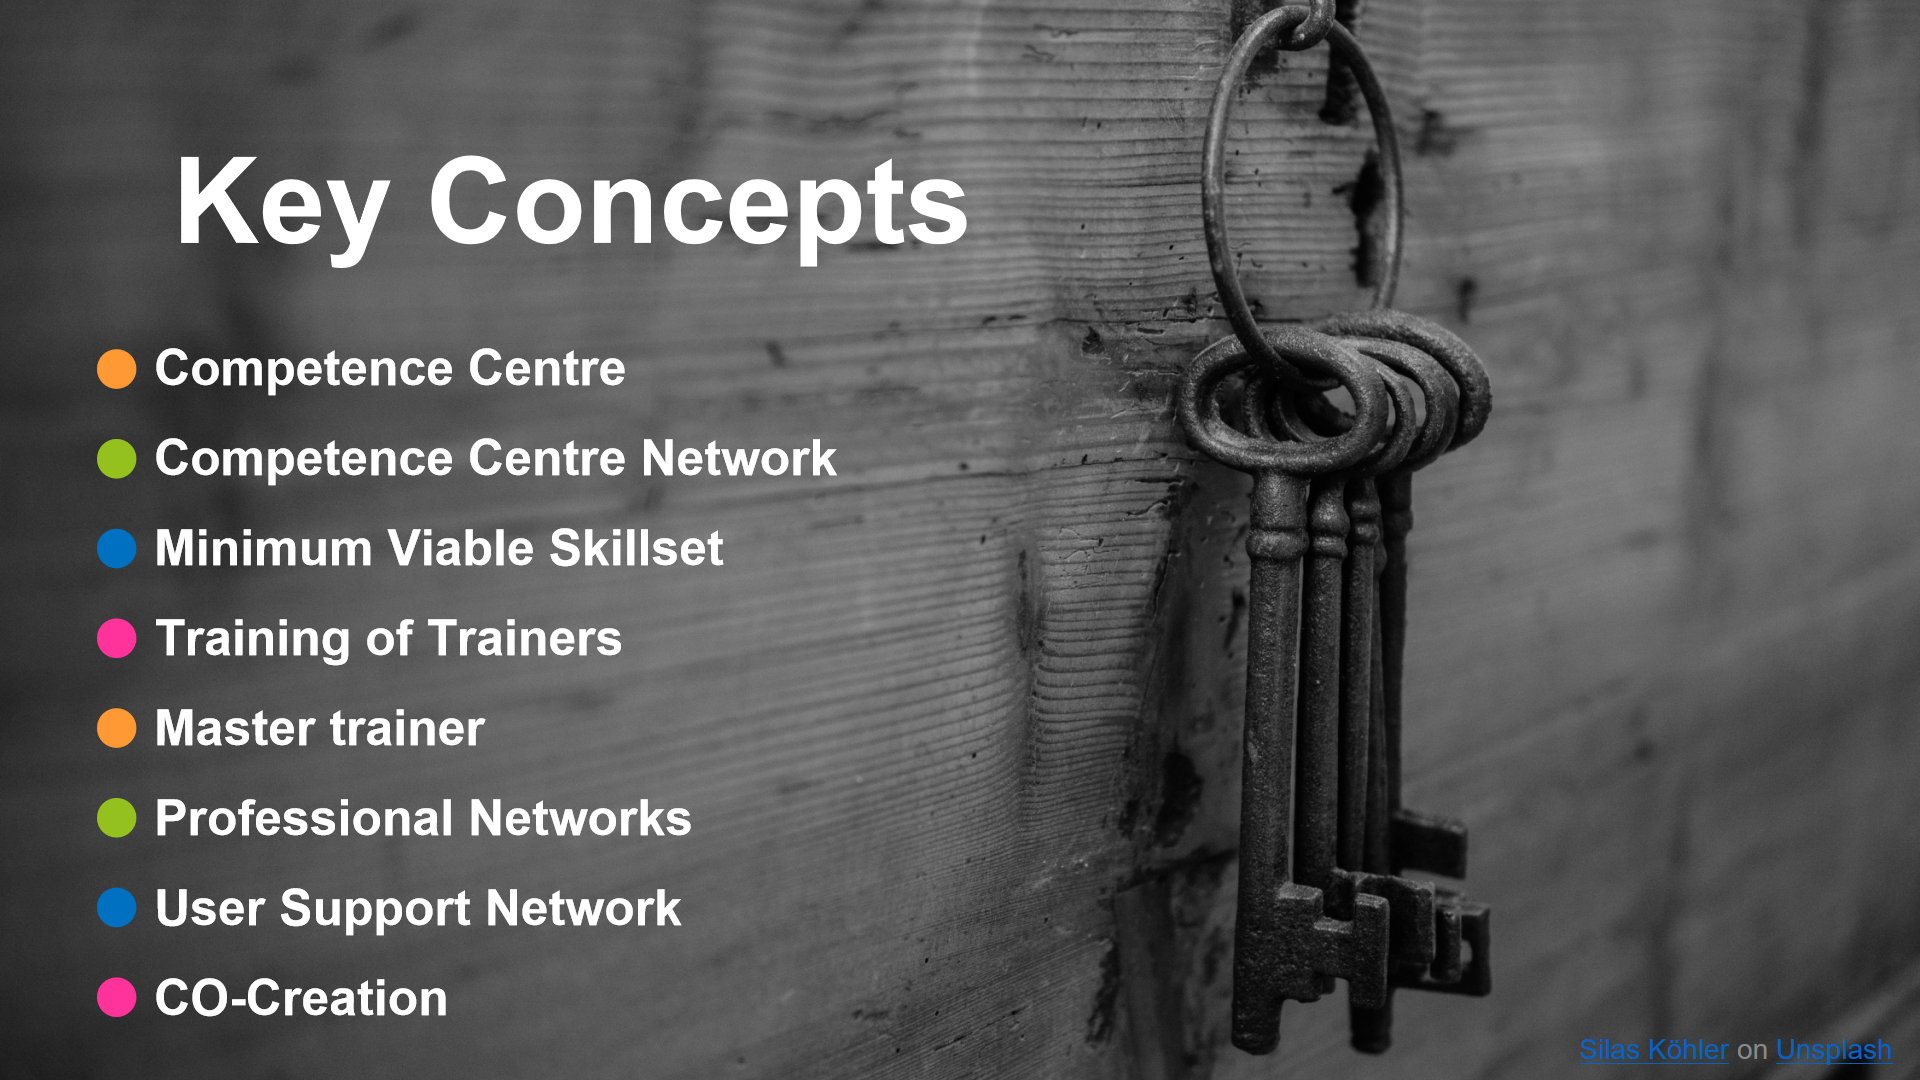 Key Concepts
Competence Centre
Competence Centre Network
Minimum Viable Skillset
Training of Trainers
Master trainer
Professional Networks
User Support Network
CO-Creation
Silas Köhler on Unsplash